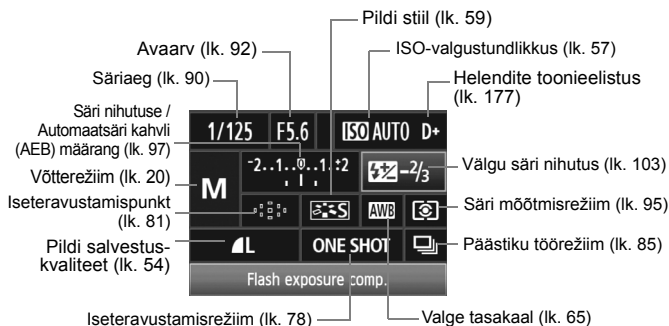 Pildi stiil (lk. 59)
Avaarv (lk. 92)
ISO-valgustundlikkus (lk. 57)
Säriaeg (lk. 90)
Helendite toonieelistus
(lk. 177)
Säri nihutuse /
Automaatsäri kahvli
(AEB) määrang (lk. 97)
1/125 F5.6 ISO AUTO D+
-2..1..0..1..+2
-2/3
Välgu säri nihutus (lk. 103)
Võtterežiim (lk. 20)
M
Iseteravustamispunkt
(lk. 81)
S AWB
Säri mõõtmisrežiim (lk. 95)
Pildi salvestus-
kvaliteet (lk. 54)
L ONE SHOT
Päästiku töörežiim (lk. 85)
Flash exposure comp.
Iseteravustamisrežiim (lk. 78)
Valge tasakaal (lk. 65)